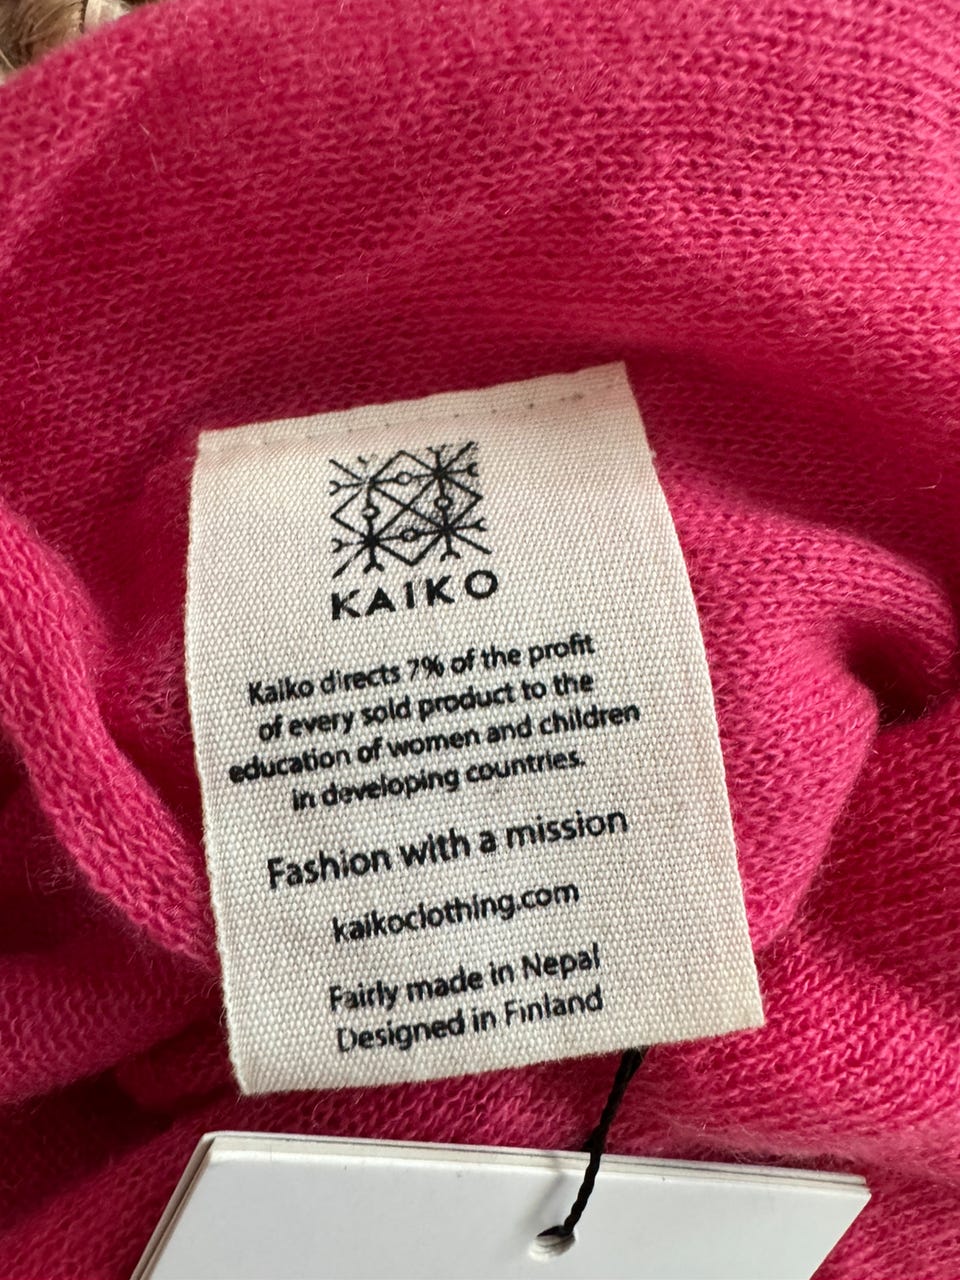 KAIKO
Kaiko directs 7% of the profit
of every sold product to the
education of women and children
in developing countries.
Fashion with a mission
kaikoclothing.com
Fairly made in Nepal
Designed in Finland